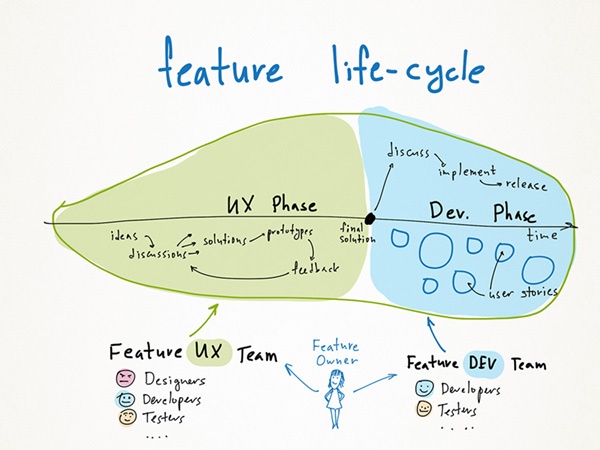 feature life-cycle
discuss
implement
release
UX Phase
final
solution
Dev. Phase
time
ideas
discussions
solutions
prototypes
feedback
user stories
Feature UX Team
Designers
Developers
Testers
....
Feature
Owner
Feature DEV Team
Developers
Testers
....